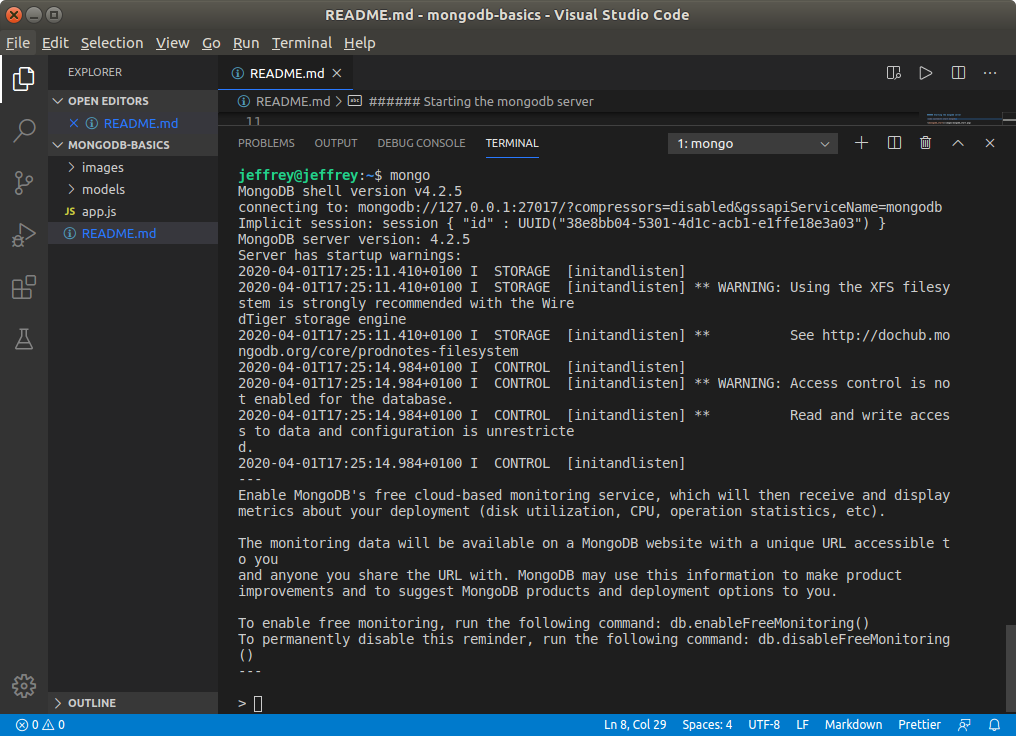 README.md - mongodb-basics - Visual Studio Code
File Edit Selection View Go Run Terminal Help
EXPLORER
OPEN EDITORS
README.md
MONGODB-BASICS
images
models
JS app.js
README.md
OUTLINE
README.md
README.md > ###### Starting the mongodb server
11
PROBLEMS OUTPUT DEBUG CONSOLE TERMINAL 1: mongo
jeffrey@jeffrey:~$ mongo
MongoDB shell version v4.2.5
connecting to: mongodb://127.0.0.1:27017/?compressors=disabled&gssapiServiceName=mongodb
Implicit session: session { "id" : UUID("38e8bb04-5301-4d1c-acb1-e1ffe18e3a03") }
MongoDB server version: 4.2.5
Server has startup warnings:
2020-04-01T17:25:11.410+0100 I  STORAGE  [initandlisten]
2020-04-01T17:25:11.410+0100 I  STORAGE  [initandlisten] ** WARNING: Using the XFS filesy
stem is strongly recommended with the Wire
dTiger storage engine
2020-04-01T17:25:11.410+0100 I  STORAGE  [initandlisten] **          See http://dochub.mo
ngodb.org/core/prodnotes-filesystem
2020-04-01T17:25:14.984+0100 I  CONTROL  [initandlisten]
2020-04-01T17:25:14.984+0100 I  CONTROL  [initandlisten] ** WARNING: Access control is no
t enabled for the database.
2020-04-01T17:25:14.984+0100 I  CONTROL  [initandlisten] **          Read and write acces
s to data and configuration is unrestricte
d.
2020-04-01T17:25:14.984+0100 I  CONTROL  [initandlisten]
---
Enable MongoDB's free cloud-based monitoring service, which will then receive and display
metrics about your deployment (disk utilization, CPU, operation statistics, etc).
The monitoring data will be available on a MongoDB website with a unique URL accessible t
o you
and anyone you share the URL with. MongoDB may use this information to make product
improvements and to suggest MongoDB products and deployment options to you.
To enable free monitoring, run the following command: db.enableFreeMonitoring()
To permanently disable this reminder, run the following command: db.disableFreeMonitoring
()
---
>
0 0 Ln 8, Col 29 Spaces: 4 UTF-8 LF Markdown Prettier